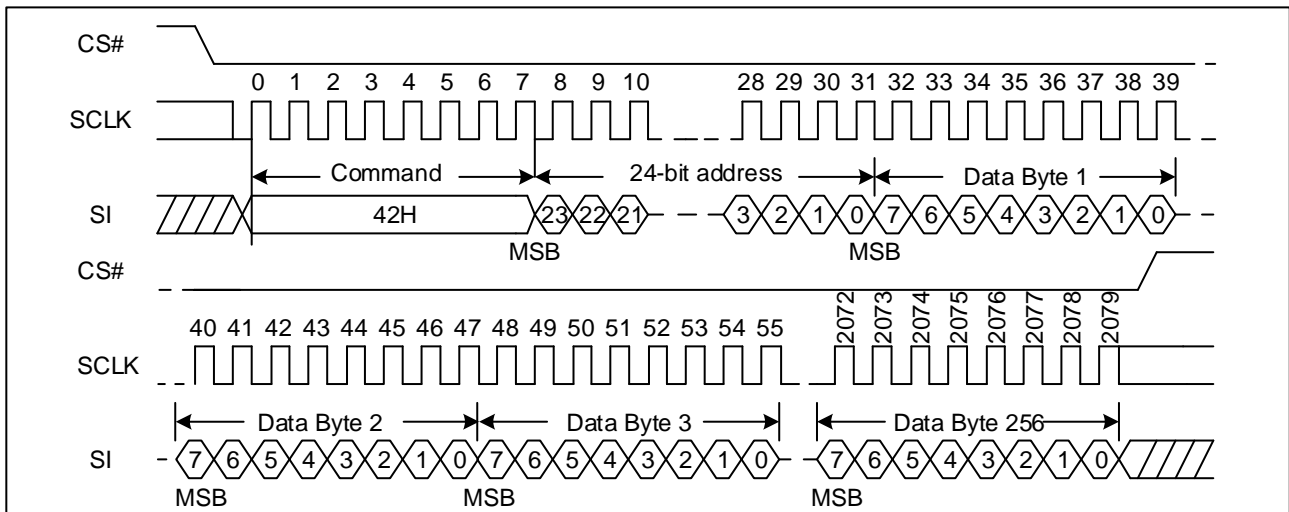 CS#
0 1 2 3 4 5 6 7 8 9 10 28 29 30 31 32 33 34 35 36 37 38 39
SCLK
Command 24-bit address Data Byte 1
SI 42H 23 22 21 3 2 1 0 7 6 5 4 3 2 1 0
MSB MSB
CS#
40 41 42 43 44 45 46 47 48 49 50 51 52 53 54 55 2072 2073 2074 2075 2076 2077 2078 2079
SCLK
Data Byte 2 Data Byte 3 Data Byte 256
SI 7 6 5 4 3 2 1 0 7 6 5 4 3 2 1 0 7 6 5 4 3 2 1 0
MSB MSB MSB